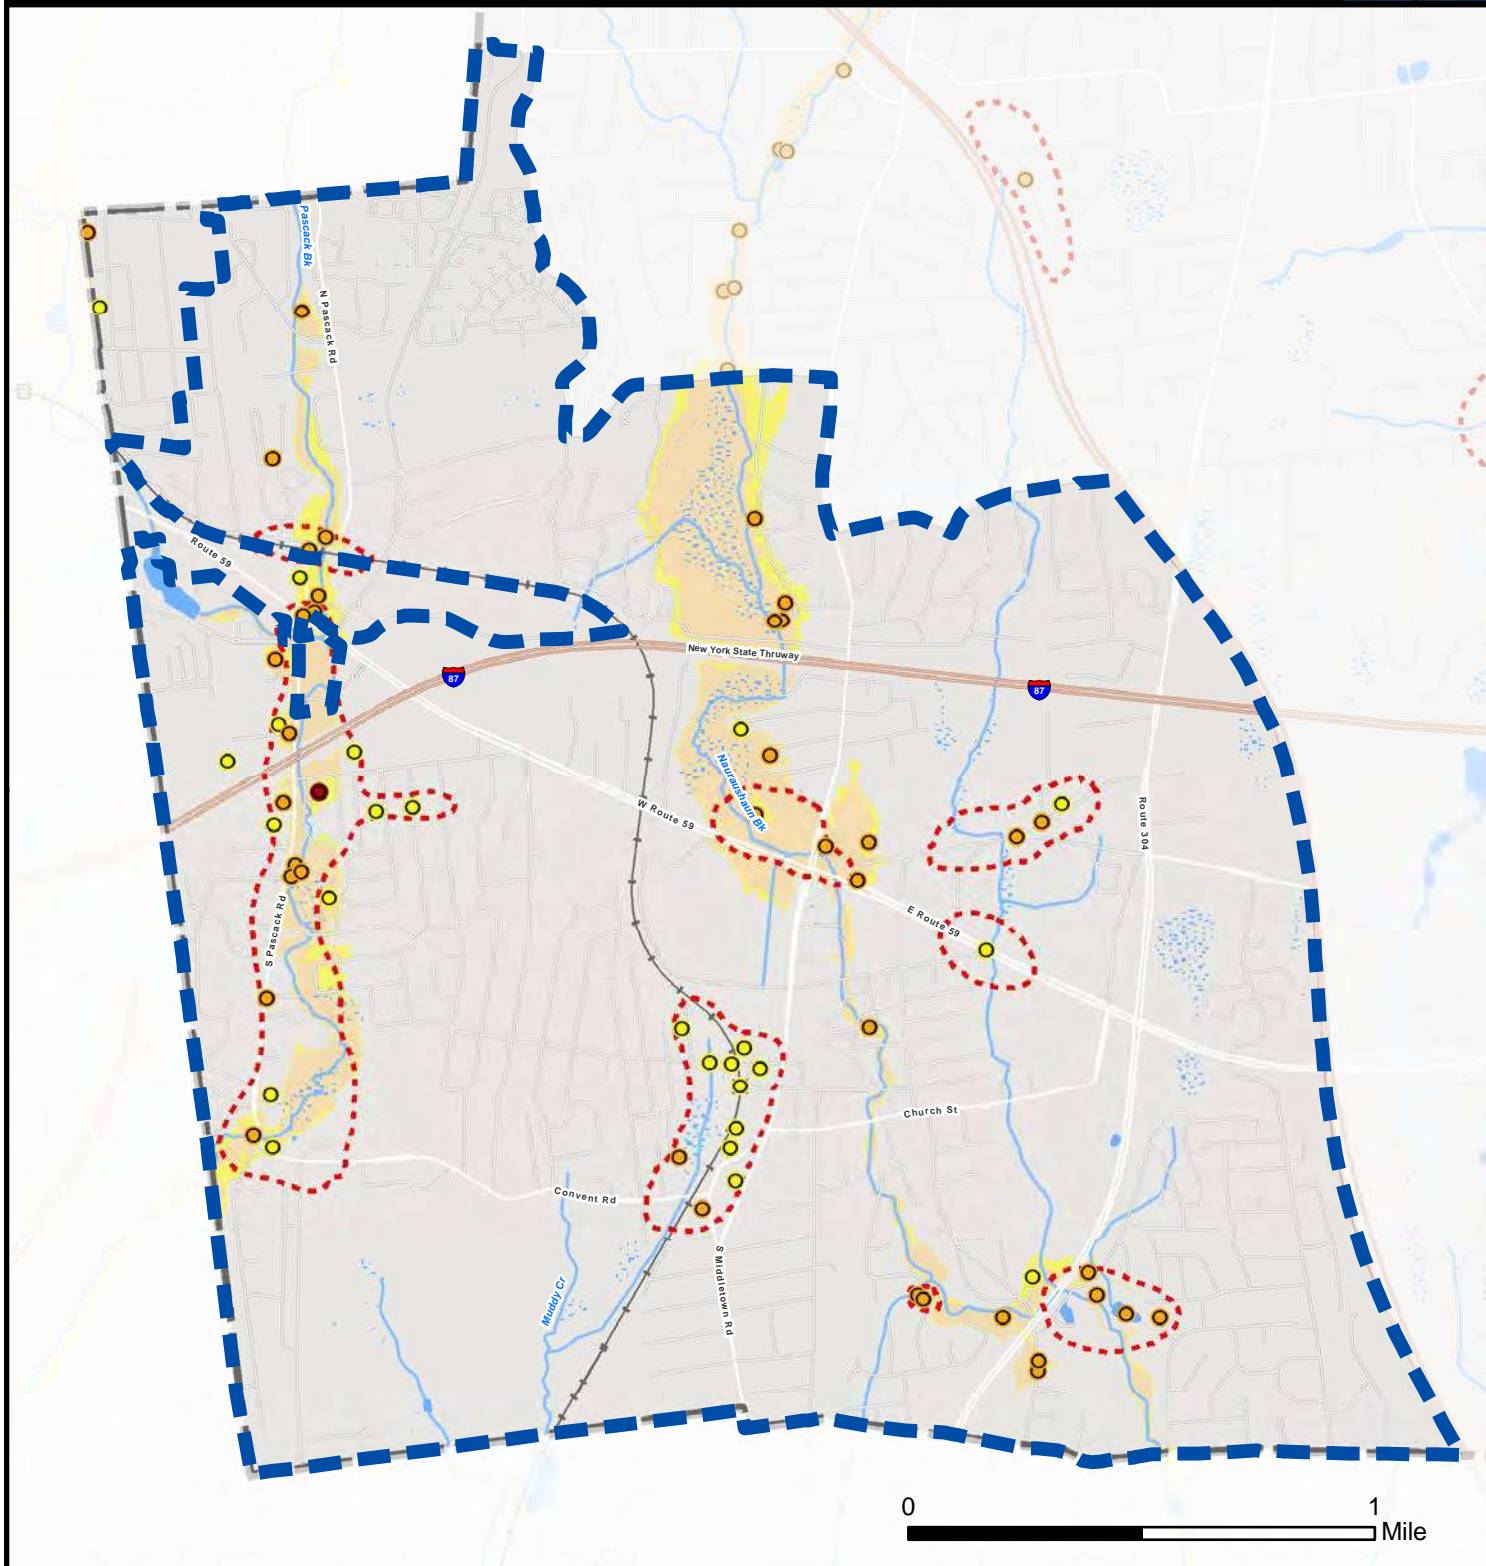 Pascack Bk
N Pascack Rd
Route 59
New York State Thruway
87
87
Nauraushaun Bk
W Route 59
Route 304
S Pascack Rd
E Route 59
Church St
Convent Rd
S Middletown Rd
Muddy Cr
0 1
Mile